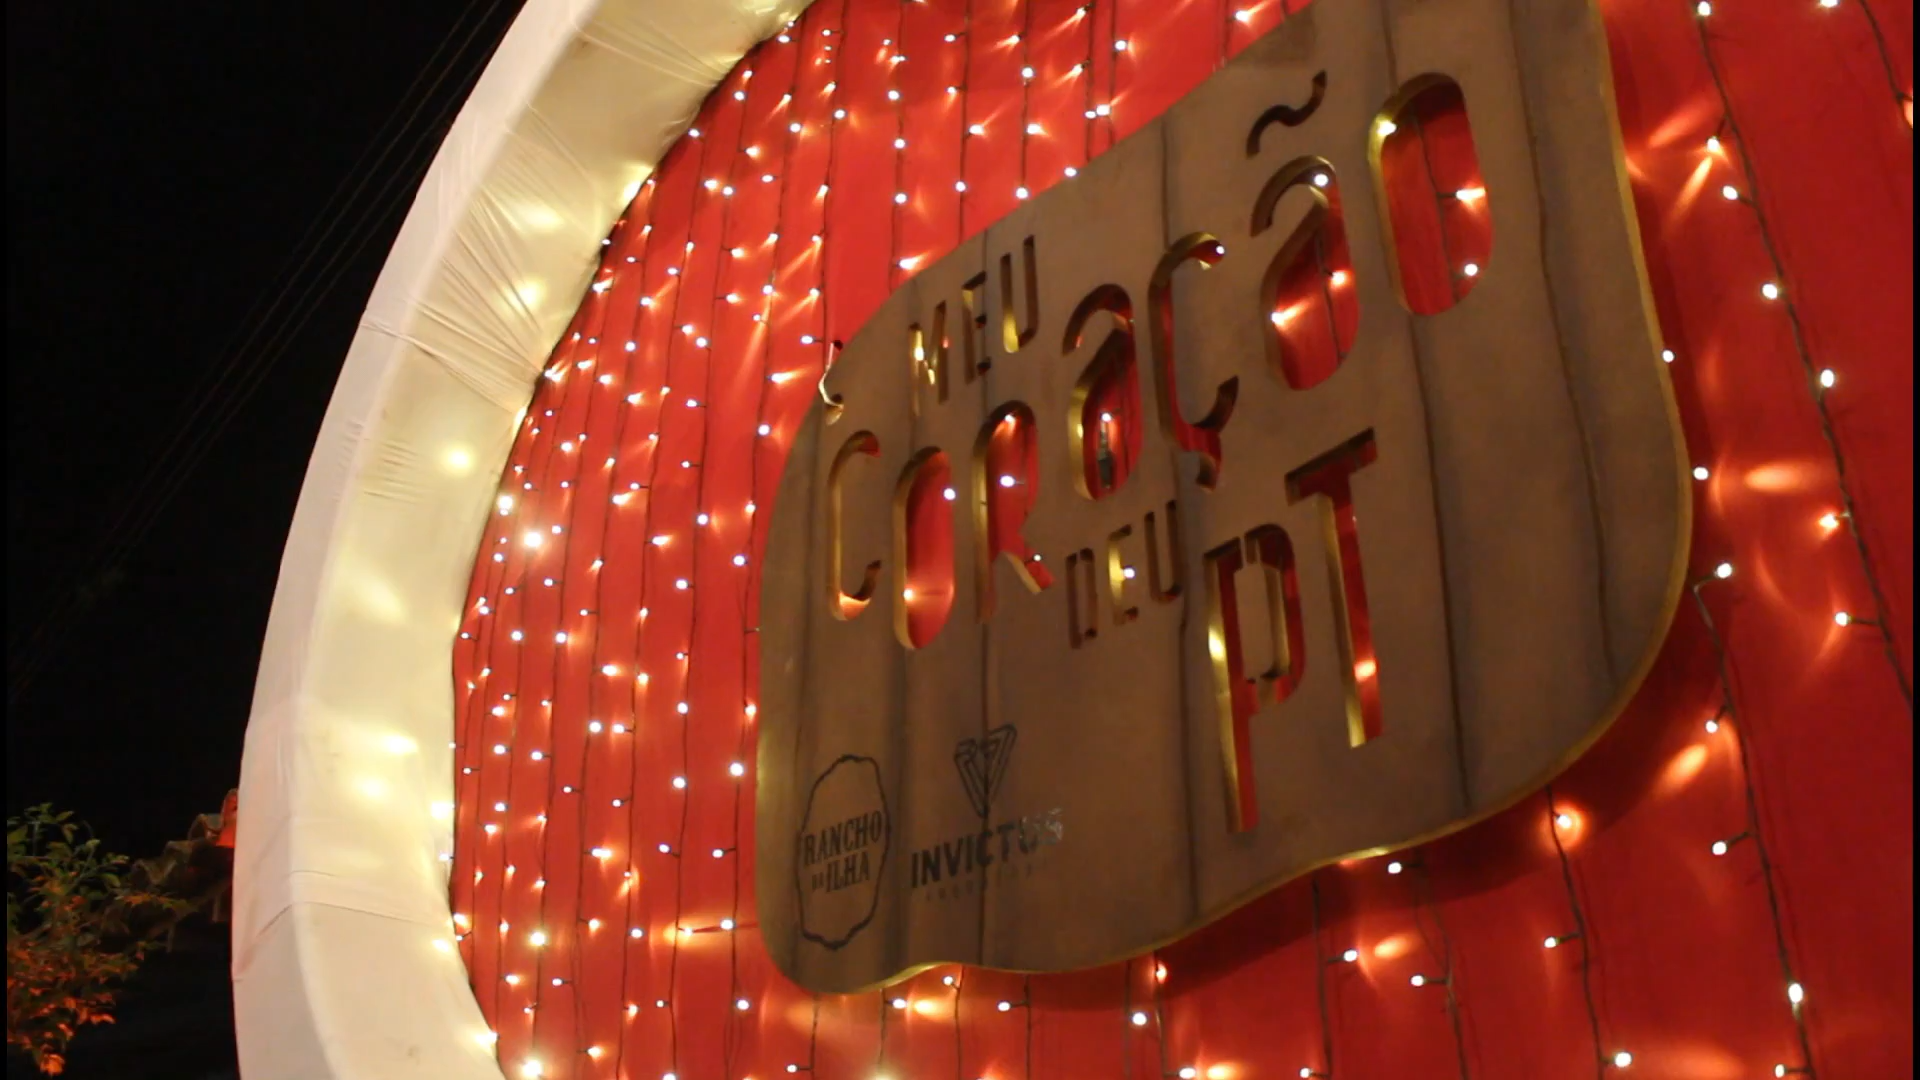 MEU
CORAÇÃO
DEU
PT
RANCHO
DA ILHA
INVICTUS